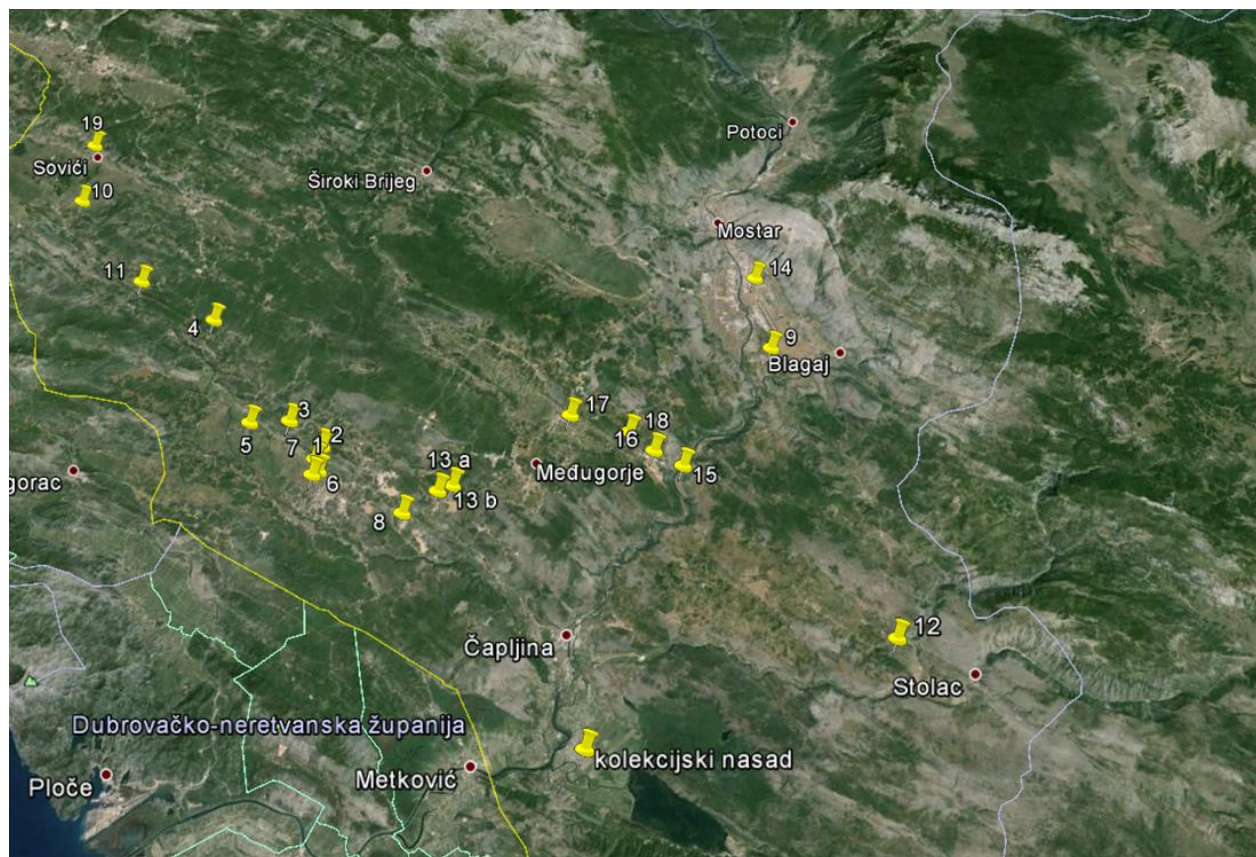 Potoci
19
Sovići
Široki Brijeg
10
Mostar
14
11
4
9
Blagaj
3
17
5
7
1
2
18
16
13 a
Međugorje
15
gorac
6
13 b
8
12
Čapljina
Stolac
Dubrovačko-neretvanska županija
kolekcijski nasad
Metković
Ploče